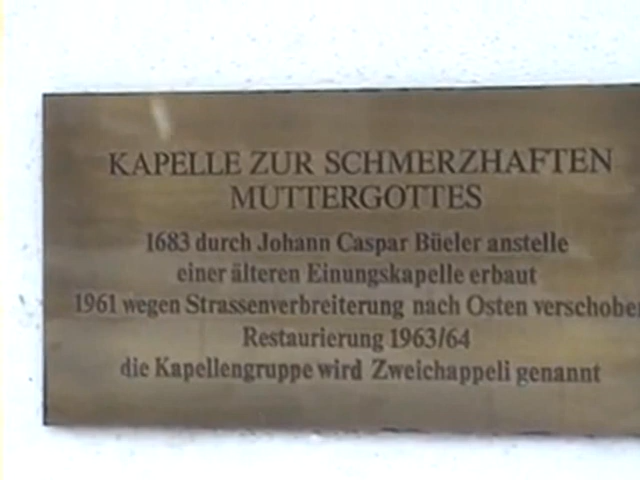 KAPELLE ZUR SCHMERZHAFTEN
MUTTERGOTTES
1683 durch Johann Caspar Büeler anstelle
einer älteren Einungskapelle erbaut
1961 wegen Strassenverbreiterung nach Osten verschoben
Restaurierung 1963/64
die Kapellengruppe wird Zweichappeli genannt